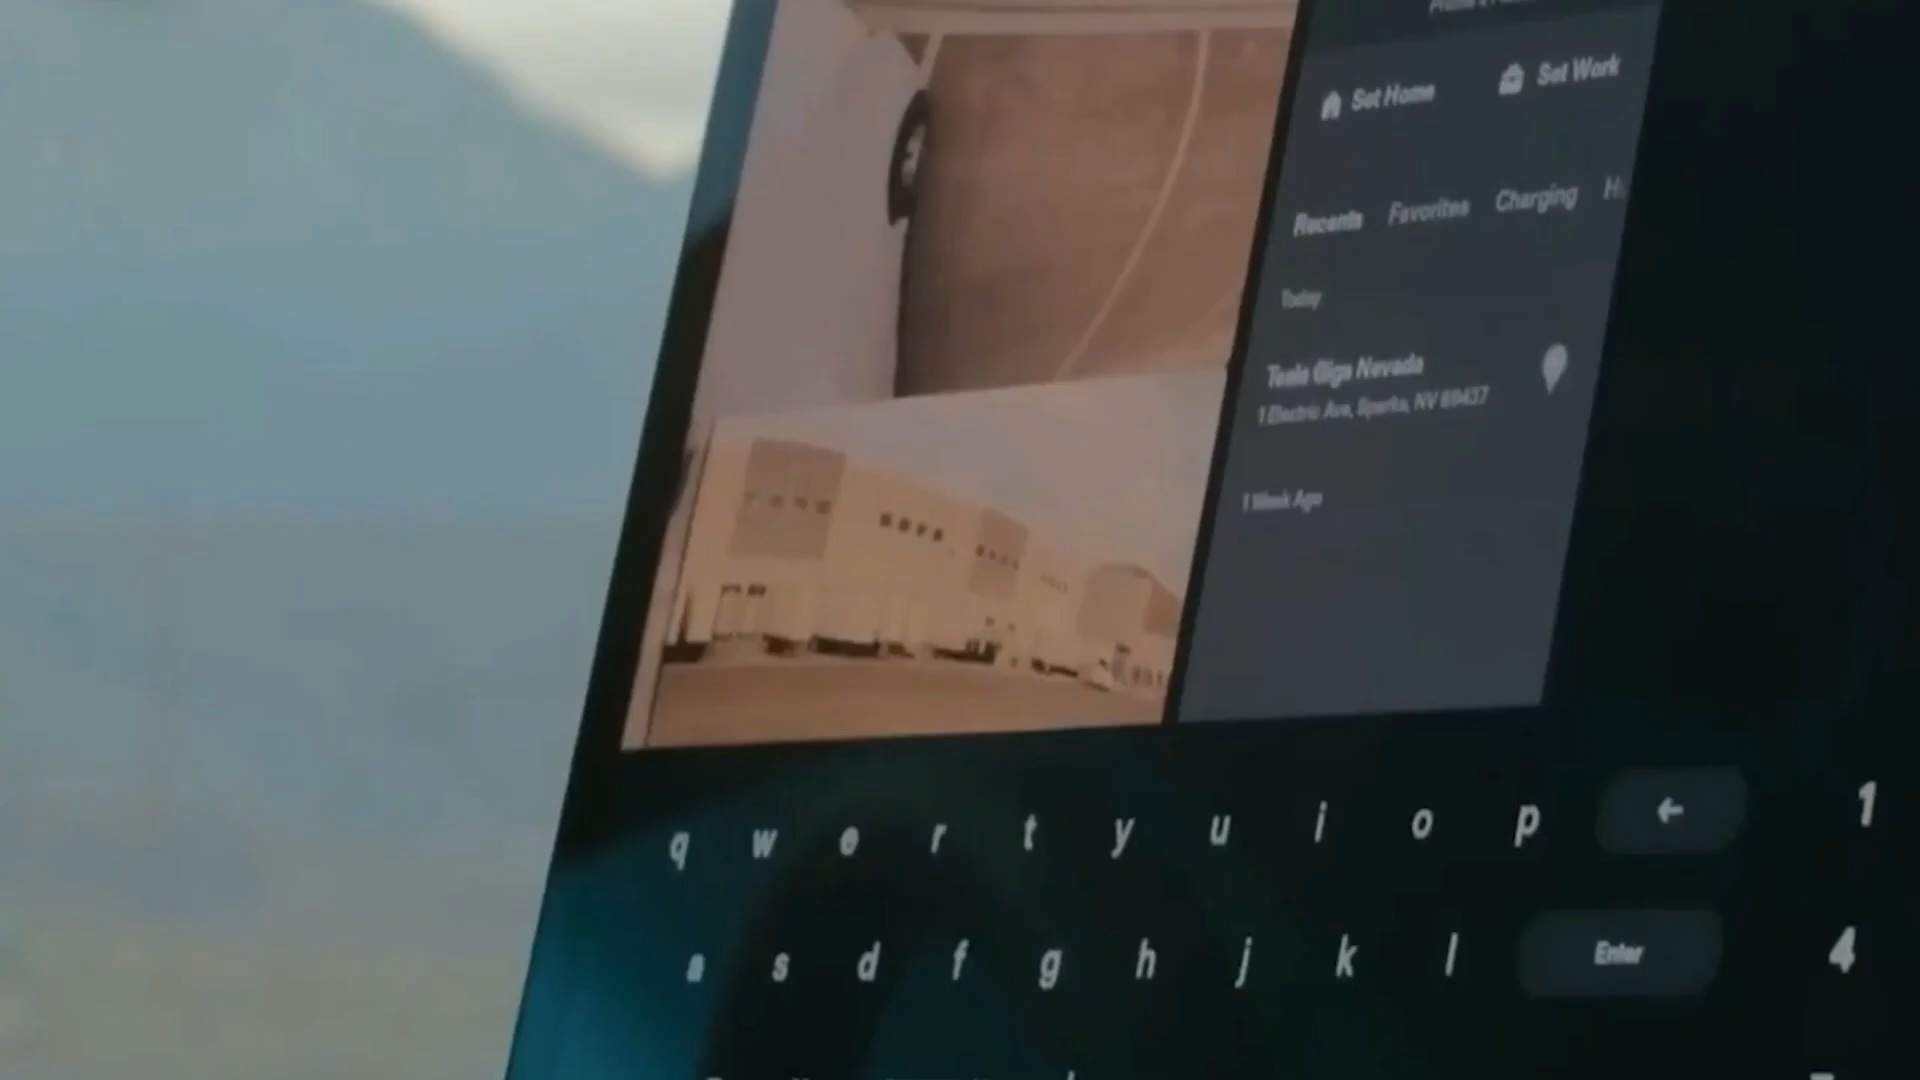 Set Home
Set Work
Recents
Favorites
Charging
Today
Tesla Giga Nevada
1 Electric Ave, Sparks, NV 89437
1 Week Ago
q w e r t y u i o p ← 1
a s d f g h j k l Enter 4